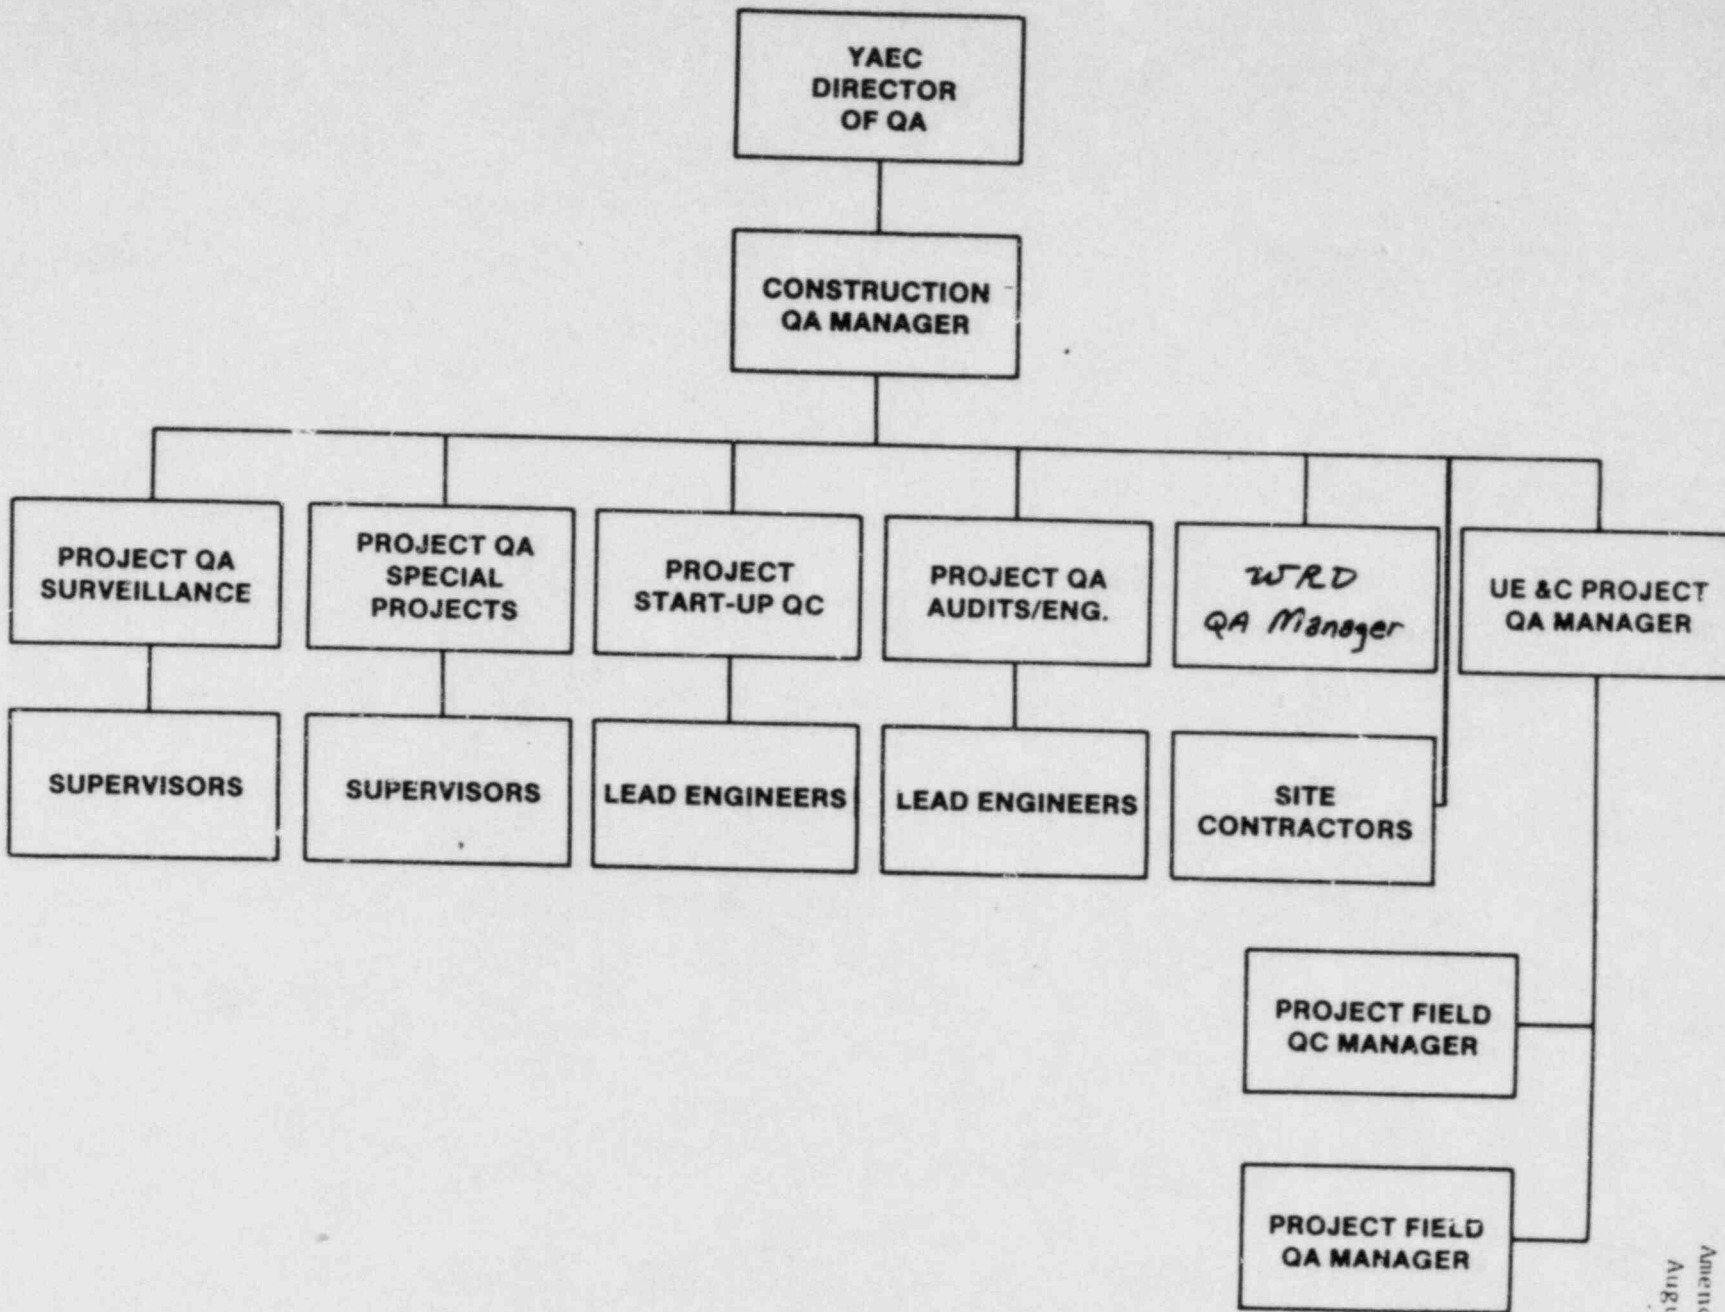 YAEC
DIRECTOR
OF QA
CONSTRUCTION
QA MANAGER
PROJECT QA
SURVEILLANCE
PROJECT QA
SPECIAL
PROJECTS
PROJECT
START-UP QC
PROJECT QA
AUDITS/ENG.
WRD
QA Manager
UE &C PROJECT
QA MANAGER
SUPERVISORS
SUPERVISORS
LEAD ENGINEERS
LEAD ENGINEERS
SITE
CONTRACTORS
PROJECT FIELD
QC MANAGER
PROJECT FIELD
QA MANAGER